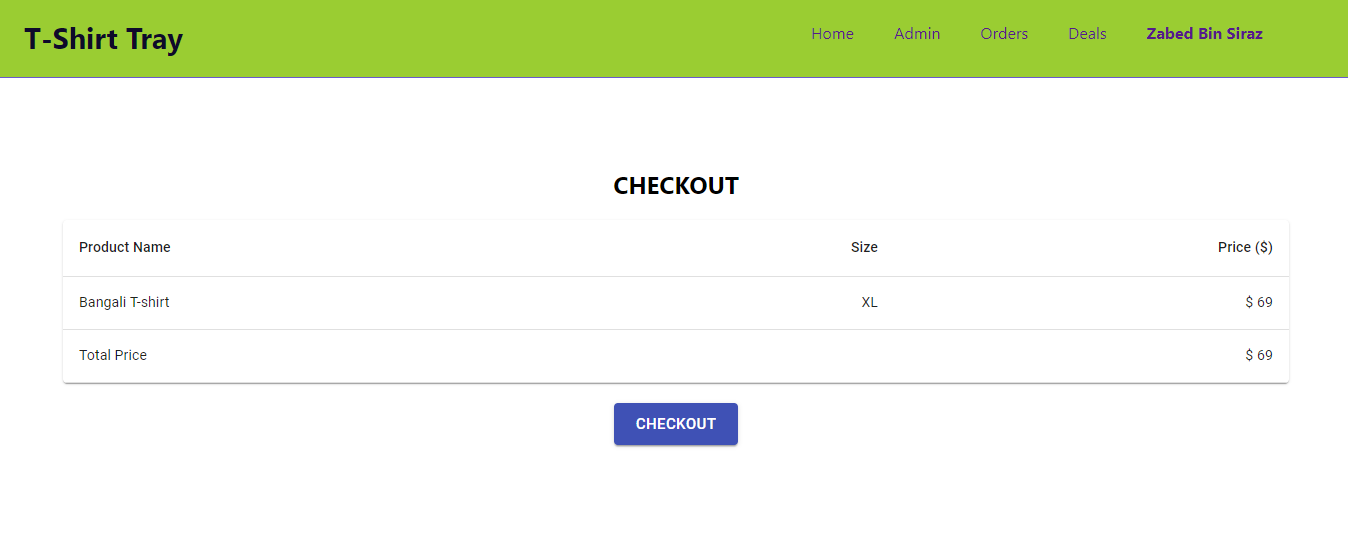 T-Shirt Tray Home Admin Orders Deals Zabed Bin Siraz
CHECKOUT
Product Name Size Price ($)
Bangali T-shirt XL $ 69
Total Price $ 69
CHECKOUT